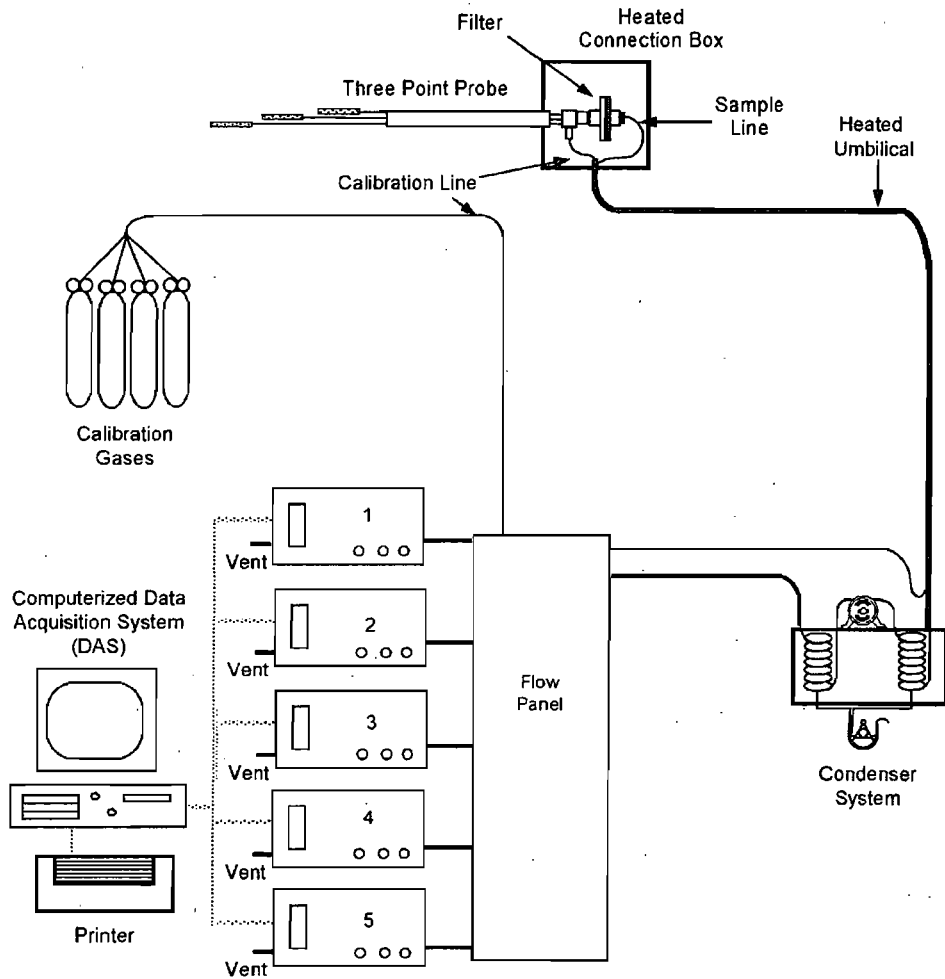 Filter
Heated
Connection Box
Three Point Probe
Sample
Line
Heated
Umbilical
Calibration Line
Calibration
Gases
1
Vent
2
Vent
3
Vent
4
Vent
5
Vent
Computerized Data
Acquisition System
(DAS)
Printer
Flow
Panel
Condenser
System